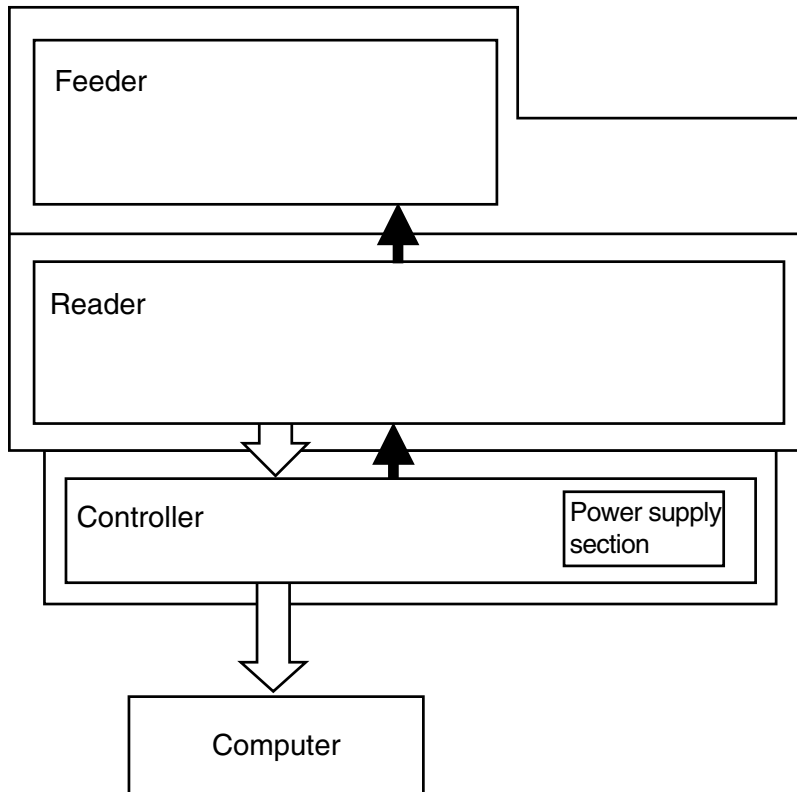 Feeder
Reader
Controller
Power supply
section
Computer